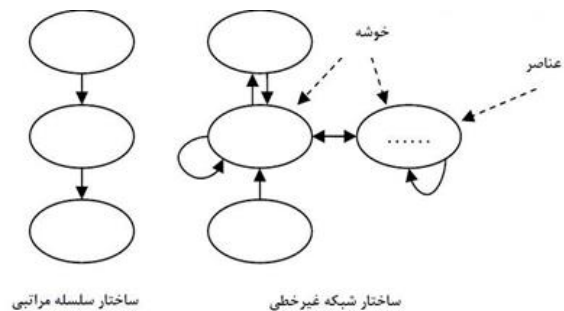 خوشه
عناصر
......
ساختار شبکه غیرخطی
ساختار سلسله مراتبی